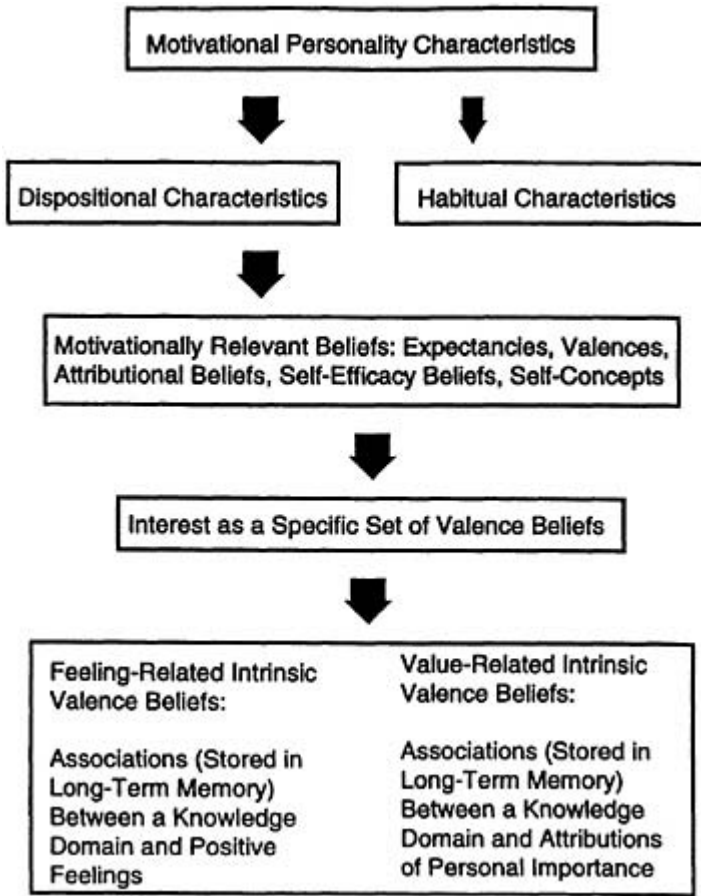 Motivational Personality Characteristics
Dispositional Characteristics
Habitual Characteristics
Motivationally Relevant Beliefs: Expectancies, Valences,
Attributional Beliefs, Self-Efficacy Beliefs, Self-Concepts
Interest as a Specific Set of Valence Beliefs
Feeling-Related Intrinsic
Valence Beliefs:
Associations (Stored in
Long-Term Memory)
Between a Knowledge
Domain and Positive
Feelings
Value-Related Intrinsic
Valence Beliefs:
Associations (Stored in
Long-Term Memory)
Between a Knowledge
Domain and Attributions
of Personal Importance